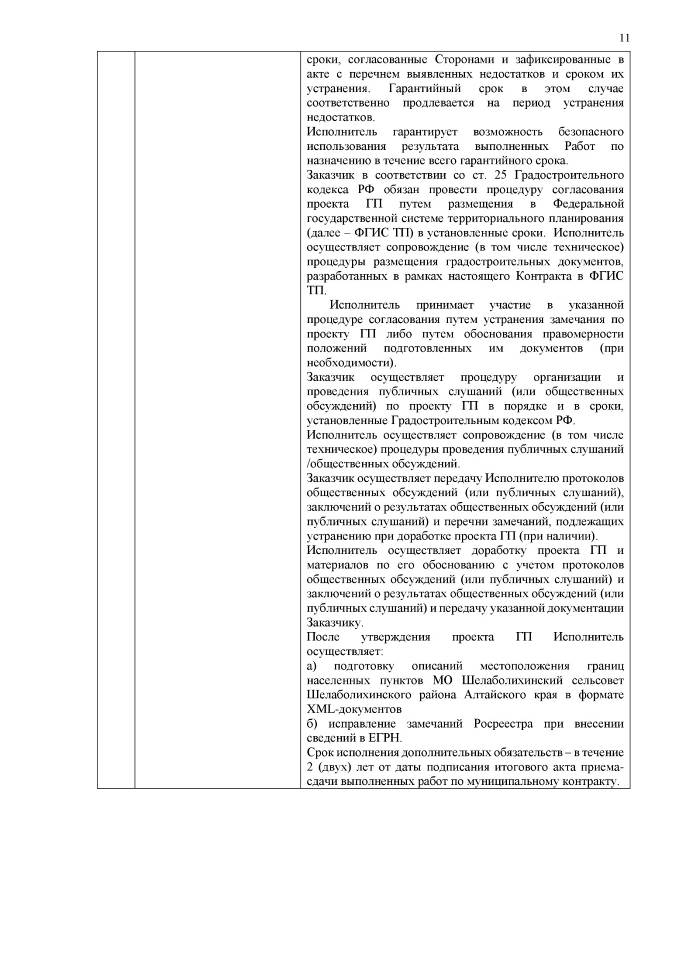 11
сроки, согласованные Сторонами и зафиксированные в
акте с перечнем выявленных недостатков и сроком их
устранения. Гарантийный срок в этом случае
соответственно продлевается на период устранения
недостатков.
Исполнитель гарантирует возможность безопасного
использования результата выполненных Работ по
назначению в течение всего гарантийного срока.
Заказчик в соответствии со ст. 25 Градостроительного
кодекса РФ обязан провести процедуру согласования
проекта ГП путем размещения в Федеральной
государственной системе территориального планирования
(далее – ФГИС ТП) в установленные сроки. Исполнитель
осуществляет сопровождение (в том числе техническое)
процедуры размещения градостроительных документов,
разработанных в рамках настоящего Контракта в ФГИС
ТП.
Исполнитель принимает участие в указанной
процедуре согласования путем устранения замечания по
проекту ГП либо путем обоснования правомерности
положений подготовленных им документов (при
необходимости).
Заказчик осуществляет процедуру организации и
проведения публичных слушаний (или общественных
обсуждений) по проекту ГП в порядке и в сроки,
установленные Градостроительным кодексом РФ.
Исполнитель осуществляет сопровождение (в том числе
техническое) процедуры проведения публичных слушаний
/общественных обсуждений.
Заказчик осуществляет передачу Исполнителю протоколов
общественных обсуждений (или публичных слушаний),
заключений о результатах общественных обсуждений (или
публичных слушаний) и перечни замечаний, подлежащих
устранению при доработке проекта ГП (при наличии).
Исполнитель осуществляет доработку проекта ГП и
материалов по его обоснованию с учетом протоколов
общественных обсуждений (или публичных слушаний) и
заключений о результатах общественных обсуждений (или
публичных слушаний) и передачу указанной документации
Заказчику.
После утверждения проекта ГП Исполнитель
осуществляет:
а) подготовку описаний местоположения границ
населенных пунктов МО Шелаболихинский сельсовет
Шелаболихинского района Алтайского края в формате
XML-документов
б) исправление замечаний Росреестра при внесении
сведений в ЕГРН.
Срок исполнения дополнительных обязательств – в течение
2 (двух) лет от даты подписания итогового акта приема-
сдачи выполненных работ по муниципальному контракту.